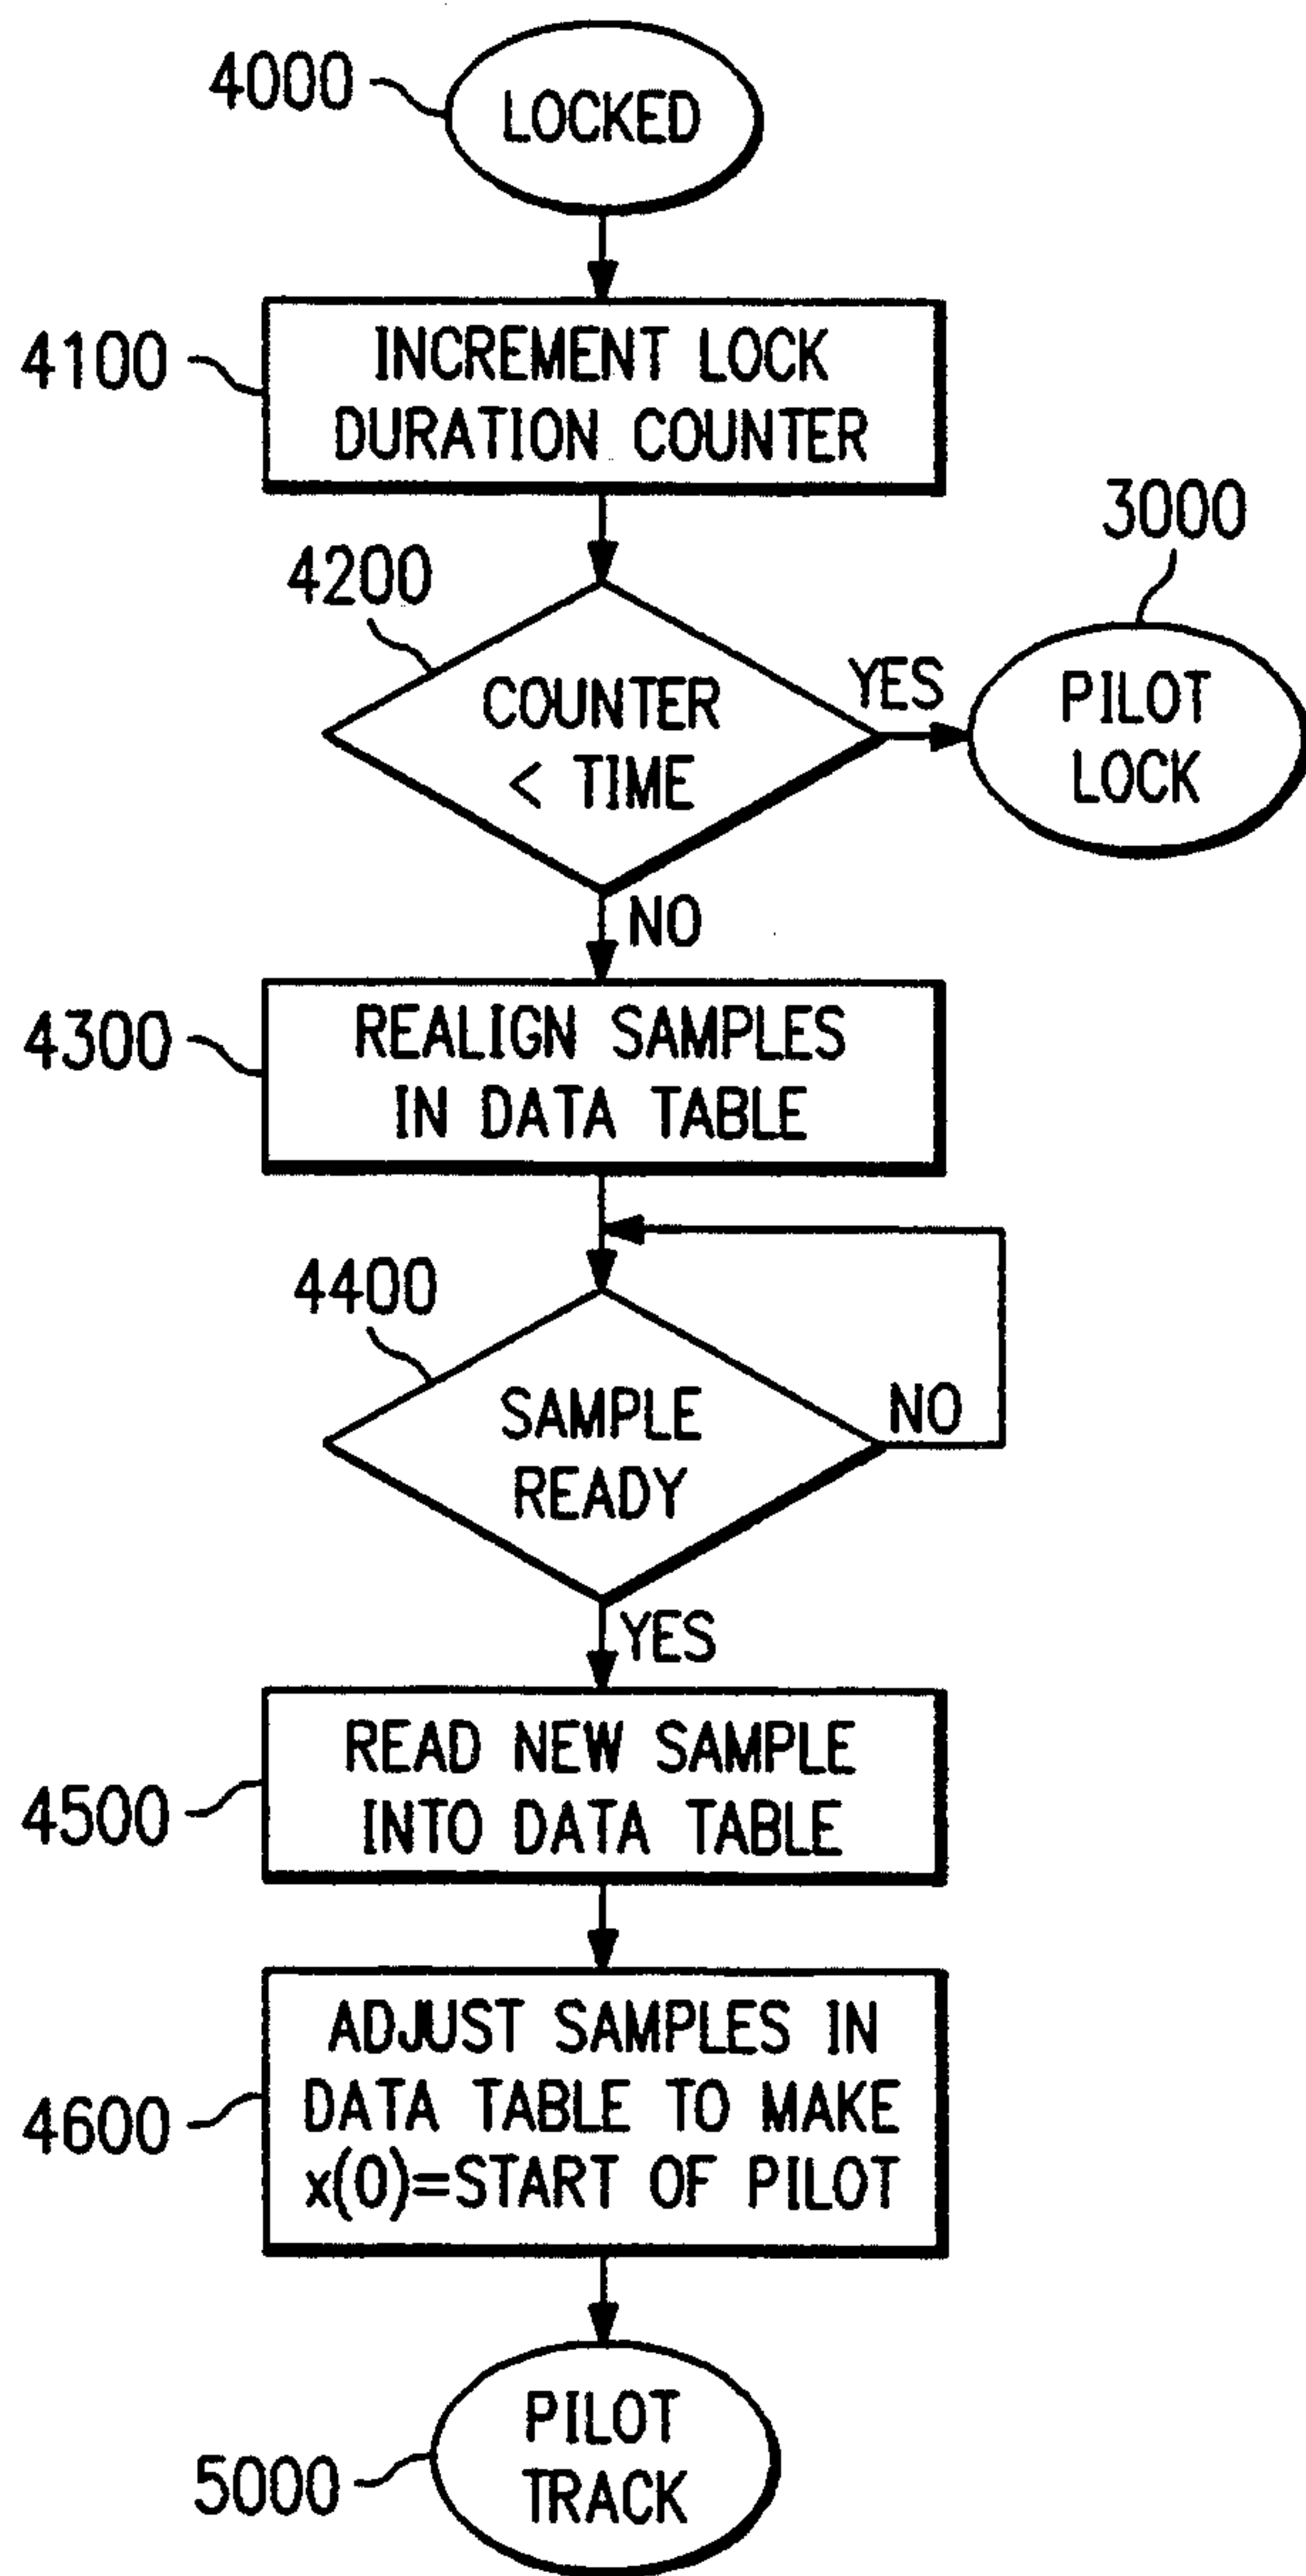 4000
LOCKED
4100
INCREMENT LOCK
DURATION COUNTER
4200
COUNTER
< TIME
YES
3000
PILOT
LOCK
NO
4300
REALIGN SAMPLES
IN DATA TABLE
4400
SAMPLE
READY
NO
YES
4500
READ NEW SAMPLE
INTO DATA TABLE
4600
ADJUST SAMPLES IN
DATA TABLE TO MAKE
x(0)=START OF PILOT
5000
PILOT
TRACK